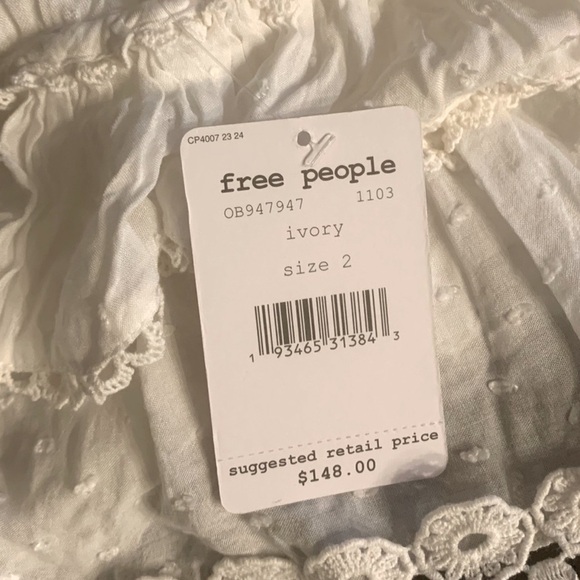 CP4007 23 24
free people
OB947947 1103
ivory
size 2
1 93465 31384 3
suggested retail price
$148.00